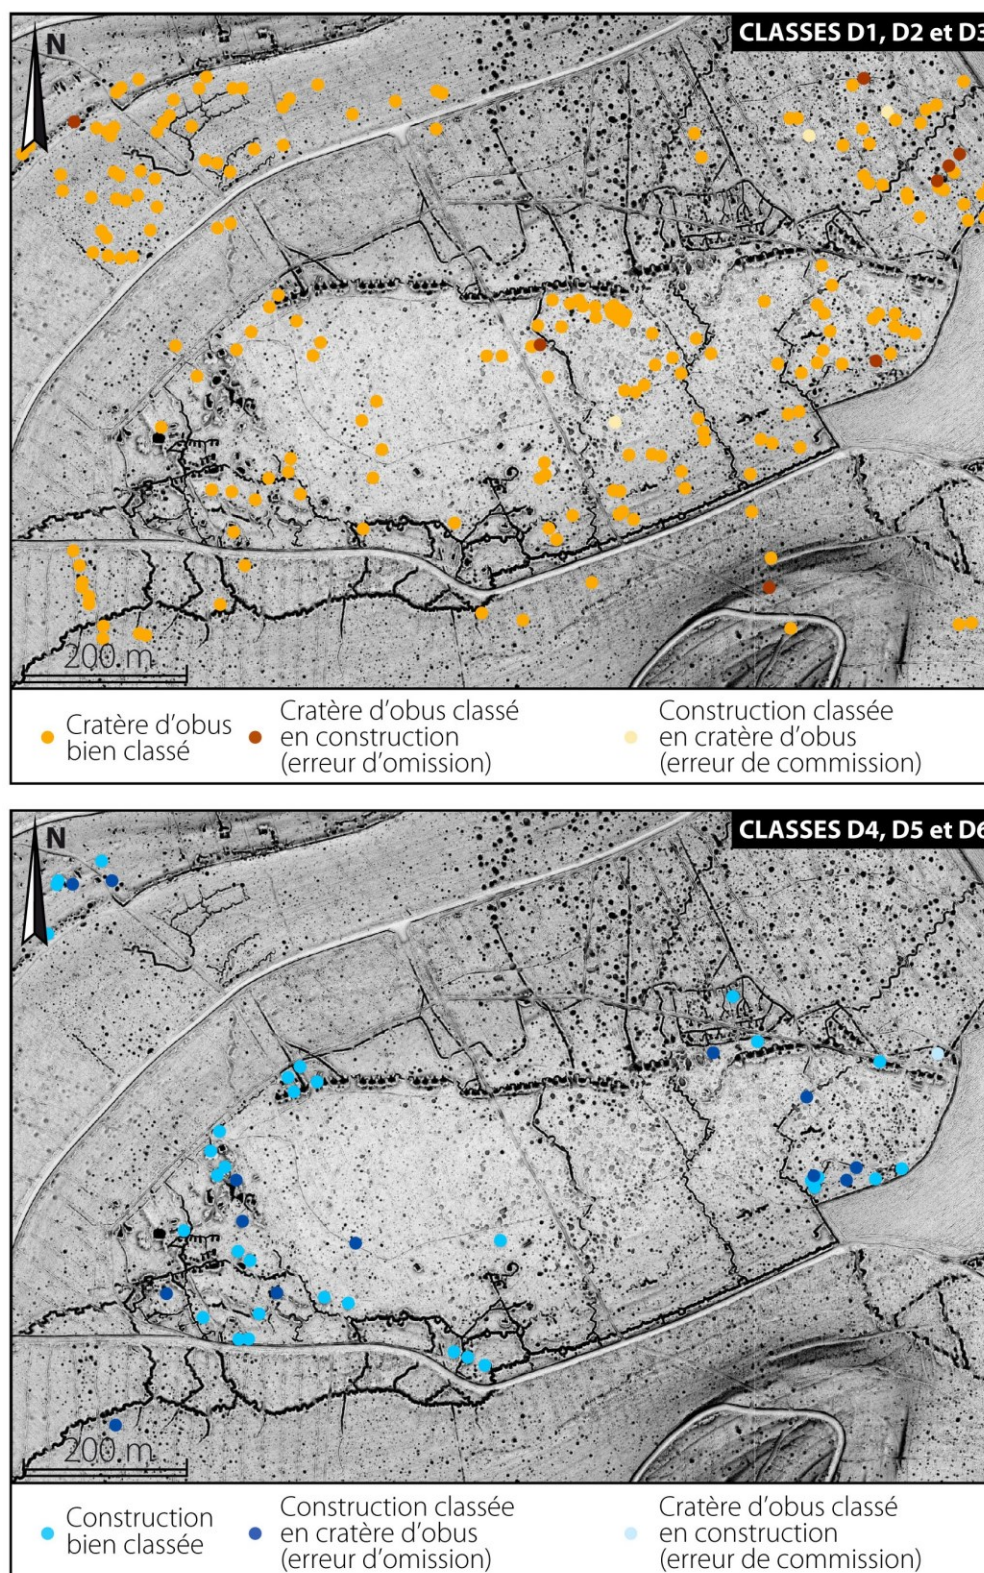 CLASSES D1, D2 et D3
N
200 m
Cratère d'obus
bien classé
Cratère d'obus classé
en construction
(erreur d'omission)
Construction classée
en cratère d'obus
(erreur de commission)
CLASSES D4, D5 et D6
N
200 m
Construction
bien classée
Construction classée
en cratère d'obus
(erreur d'omission)
Cratère d'obus classé
en construction
(erreur de commission)